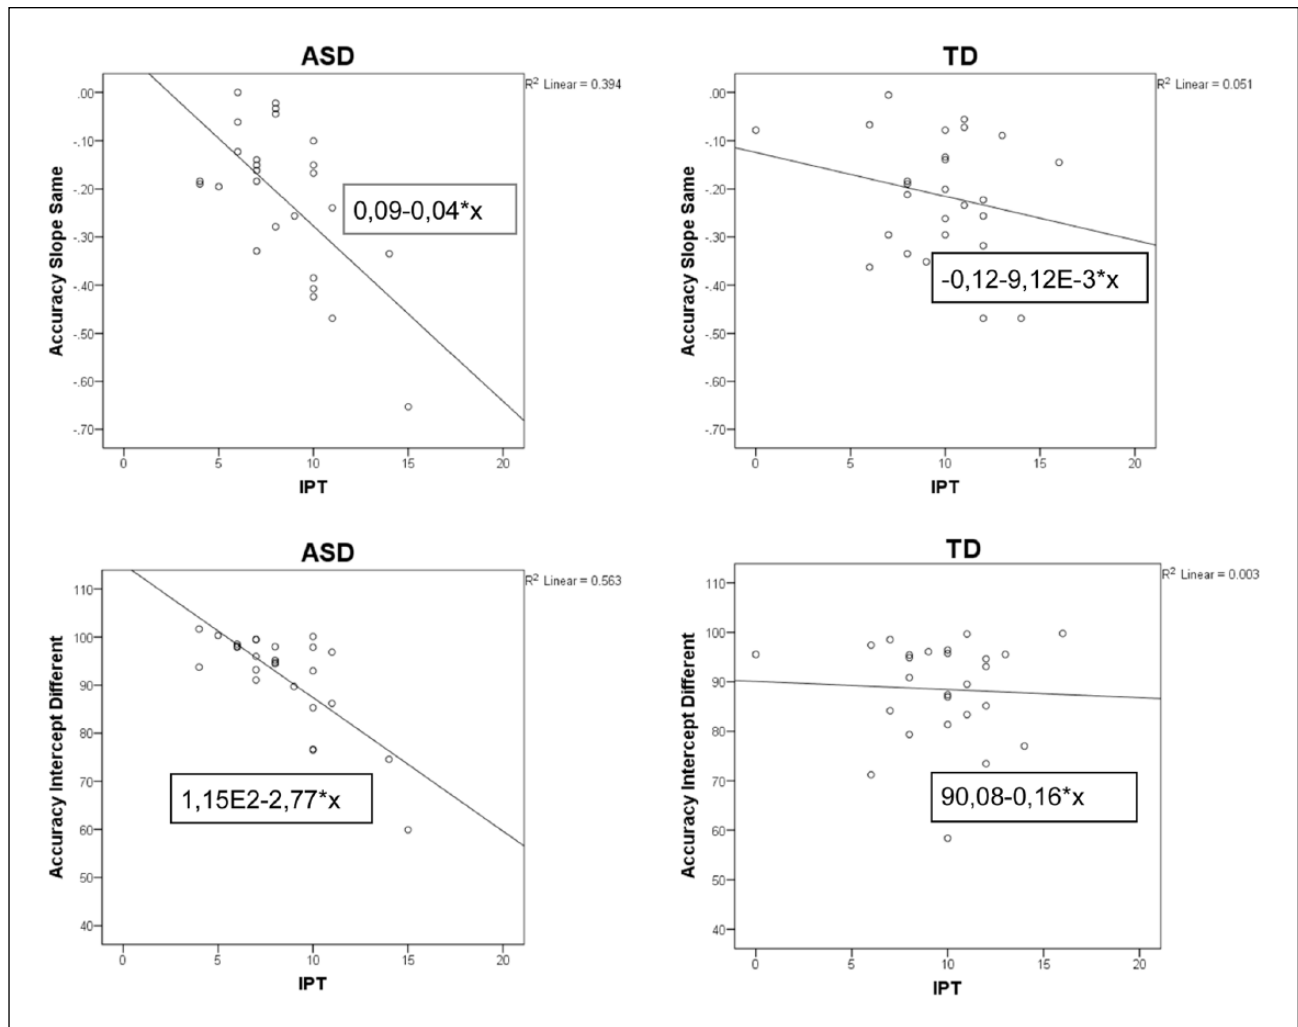 ASD
R² Linear = 0.394
.00
-.10
-.20
-.30
-.40
-.50
-.60
-.70
Accuracy Slope Same
0,09-0,04*x
0 5 10 15 20
IPT
TD
R² Linear = 0.051
.00
-.10
-.20
-.30
-.40
-.50
-.60
-.70
Accuracy Slope Same
-0,12-9,12E-3*x
0 5 10 15 20
IPT
ASD
R² Linear = 0.563
110
100
90
80
70
60
50
40
Accuracy Intercept Different
1,15E2-2,77*x
0 5 10 15 20
IPT
TD
R² Linear = 0.003
110
100
90
80
70
60
50
40
Accuracy Intercept Different
90,08-0,16*x
0 5 10 15 20
IPT